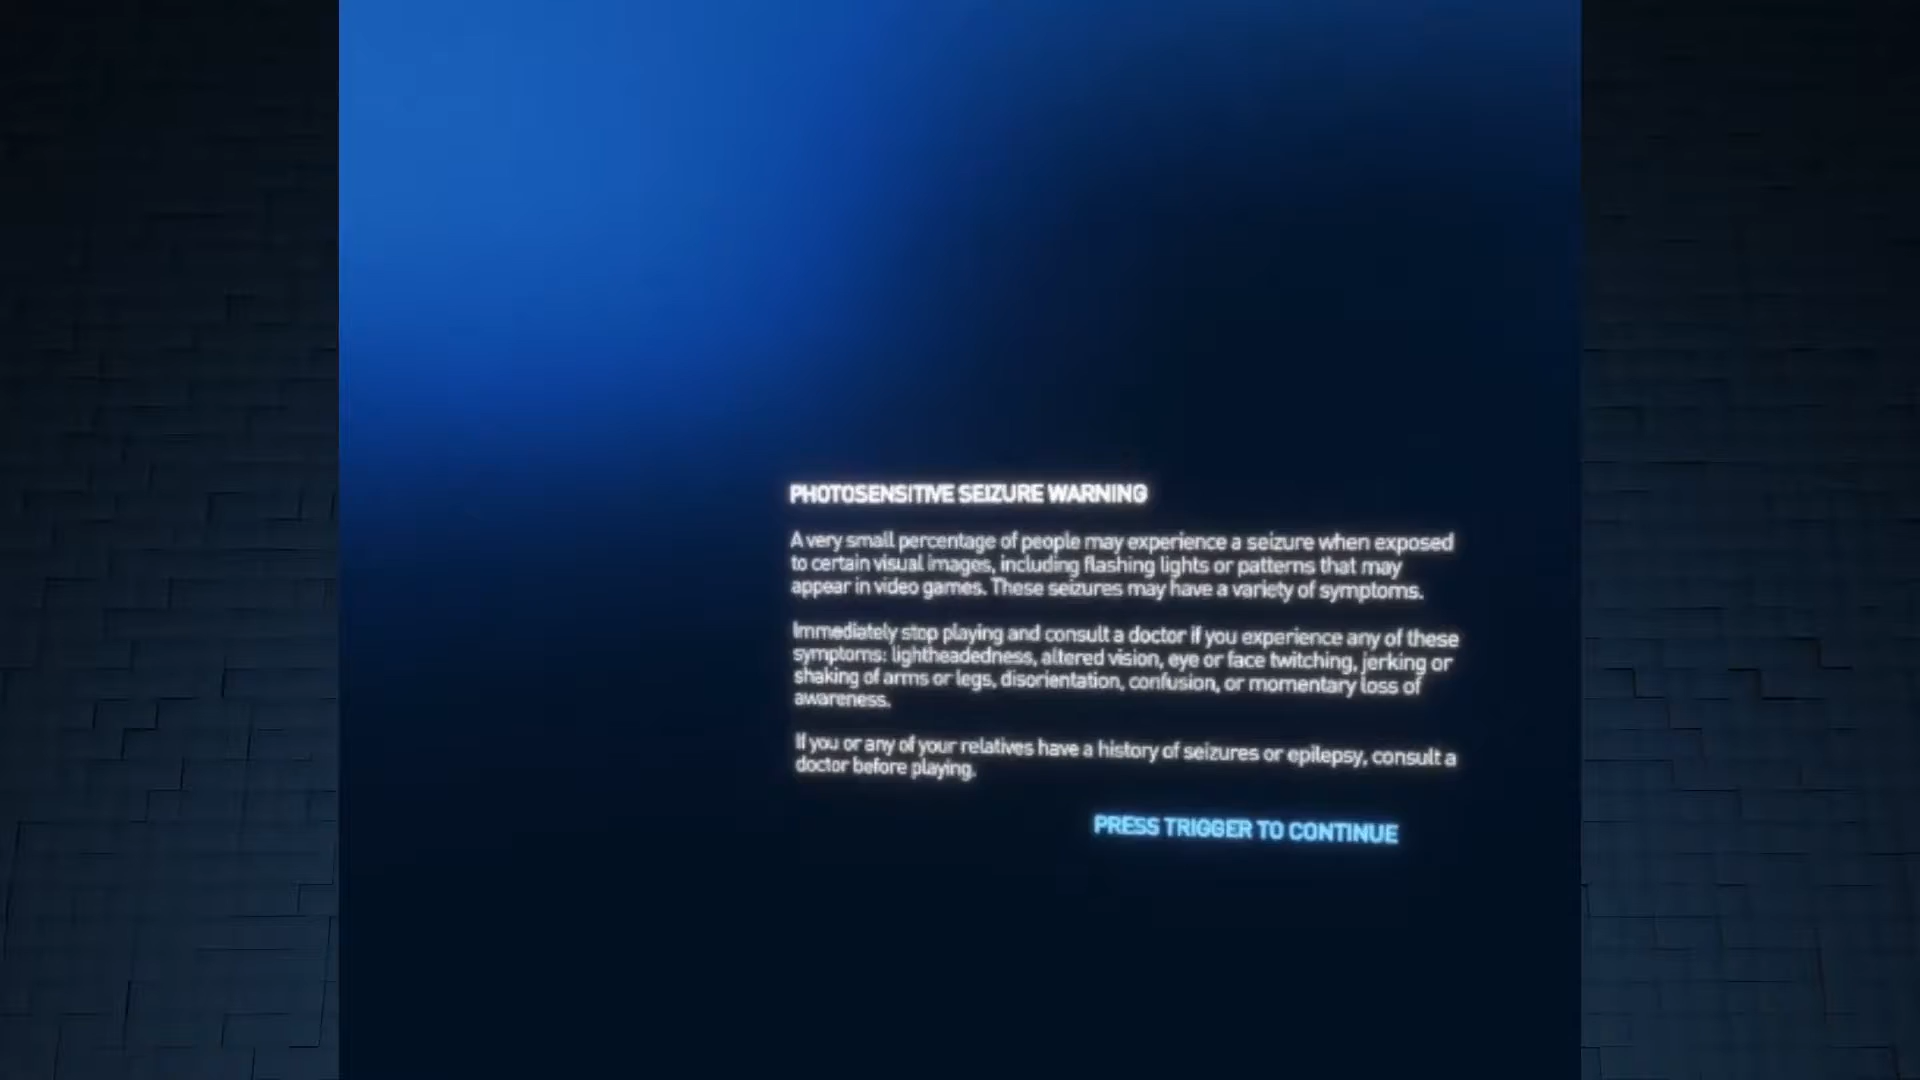 PHOTOSENSITIVE SEIZURE WARNING
A very small percentage of people may experience a seizure when exposed
to certain visual images, including flashing lights or patterns that may
appear in video games. These seizures may have a variety of symptoms.
Immediately stop playing and consult a doctor if you experience any of these
symptoms: lightheadedness, altered vision, eye or face twitching, jerking or
shaking of arms or legs, disorientation, confusion, or momentary loss of
awareness.
If you or any of your relatives have a history of seizures or epilepsy, consult a
doctor before playing.
PRESS TRIGGER TO CONTINUE